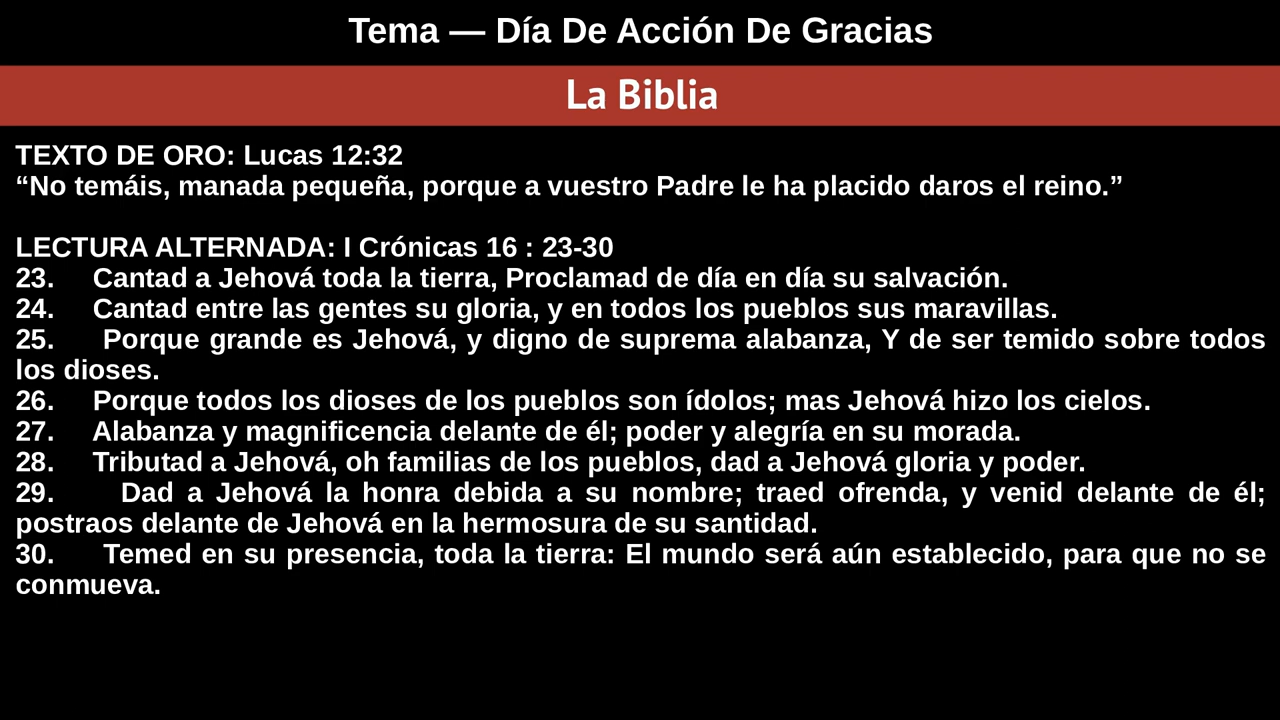 Tema — Día De Acción De Gracias
La Biblia
TEXTO DE ORO: Lucas 12:32
“No temáis, manada pequeña, porque a vuestro Padre le ha placido daros el reino.”
LECTURA ALTERNADA: I Crónicas 16 : 23-30
23. Cantad a Jehová toda la tierra, Proclamad de día en día su salvación.
24. Cantad entre las gentes su gloria, y en todos los pueblos sus maravillas.
25. Porque grande es Jehová, y digno de suprema alabanza, Y de ser temido sobre todos
los dioses.
26. Porque todos los dioses de los pueblos son ídolos; mas Jehová hizo los cielos.
27. Alabanza y magnificencia delante de él; poder y alegría en su morada.
28. Tributad a Jehová, oh familias de los pueblos, dad a Jehová gloria y poder.
29. Dad a Jehová la honra debida a su nombre; traed ofrenda, y venid delante de él;
postraos delante de Jehová en la hermosura de su santidad.
30. Temed en su presencia, toda la tierra: El mundo será aún establecido, para que no se
conmueva.